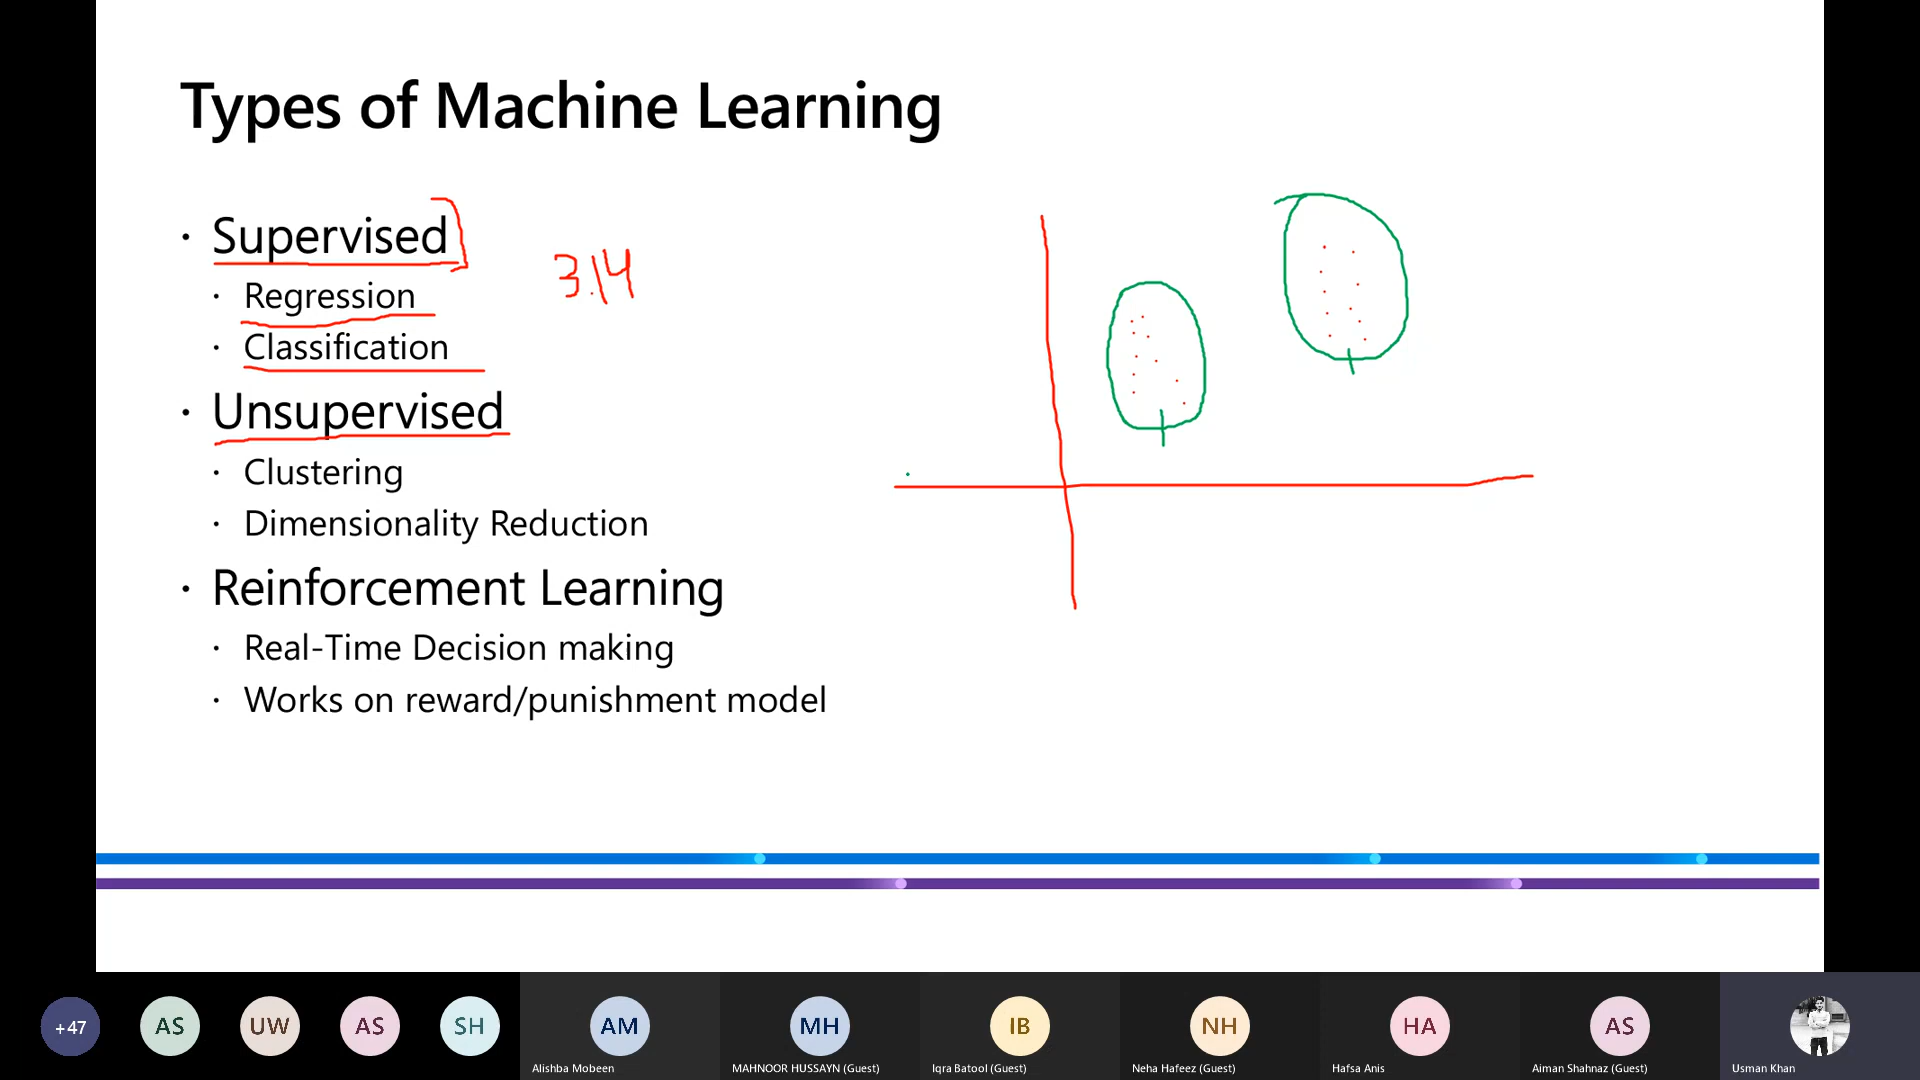 Types of Machine Learning
· Supervised
3.14
· Regression
· Classification
· Unsupervised
· Clustering
· Dimensionality Reduction
· Reinforcement Learning
· Real-Time Decision making
· Works on reward/punishment model
+47
AS
UW
AS
SH
AM
MH
IB
NH
HA
AS
Alishba Mobeen
MAHNOOR HUSSAYN (Guest)
Iqra Batool (Guest)
Neha Hafeez (Guest)
Hafsa Anis
Aiman Shahnaz (Guest)
Usman Khan